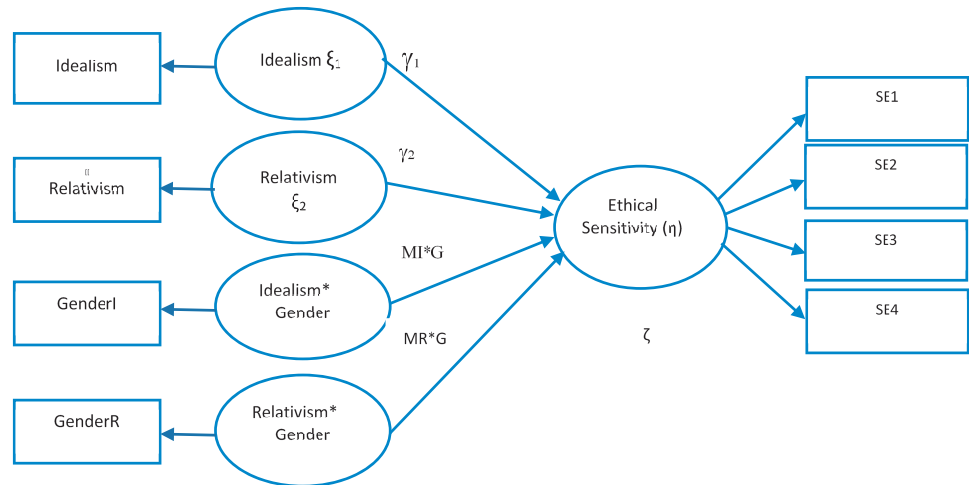 Idealism
Idealism ξ1
γ1
SE1
Relativism
Relativism
ξ2
γ2
SE2
Ethical
Sensitivity (η)
SE3
GenderI
Idealism*
Gender
MI*G
SE4
MR*G
ζ
GenderR
Relativism*
Gender